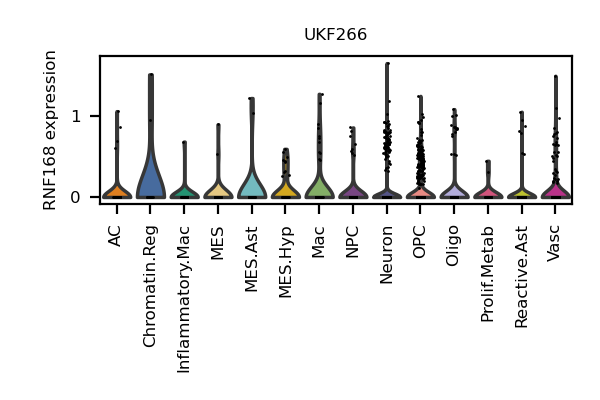 UKF266
RNF168 expression
1
0
AC
Chromatin.Reg
Inflammatory.Mac
MES
MES.Ast
MES.Hyp
Mac
NPC
Neuron
OPC
Oligo
Prolif.Metab
Reactive.Ast
Vasc